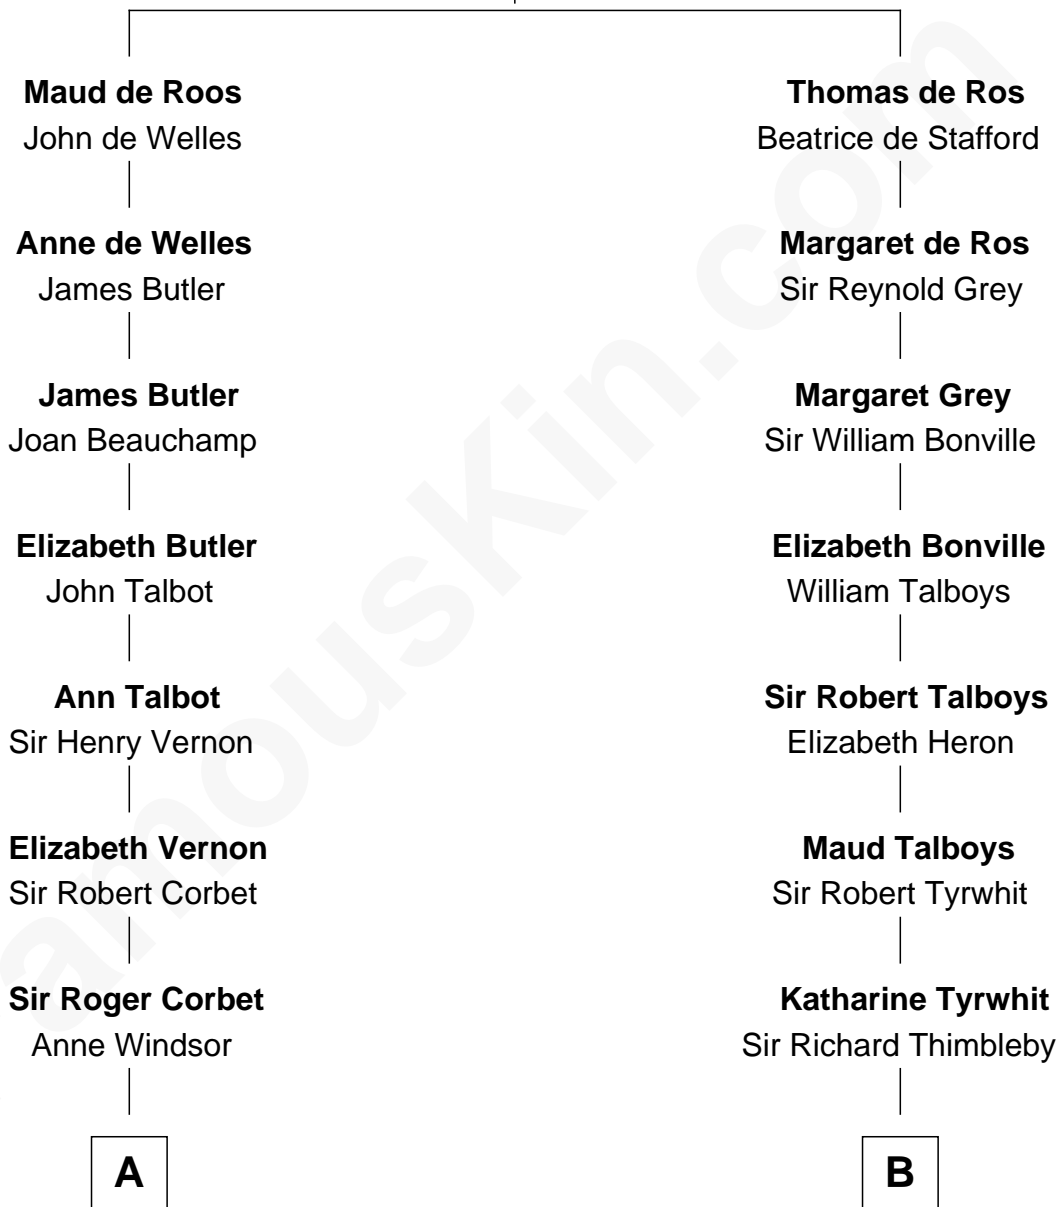 Maud de Roos
John de Welles
Thomas de Ros
Beatrice de Stafford
Anne de Welles
James Butler
Margaret de Ros
Sir Reynold Grey
James Butler
Joan Beauchamp
Margaret Grey
Sir William Bonville
Elizabeth Butler
John Talbot
Elizabeth Bonville
William Talboys
Ann Talbot
Sir Henry Vernon
Sir Robert Talboys
Elizabeth Heron
Elizabeth Vernon
Sir Robert Corbet
Maud Talboys
Sir Robert Tyrwhit
Sir Roger Corbet
Anne Windsor
Katharine Tyrwhit
Sir Richard Thimbleby
A
B
amousKin.com